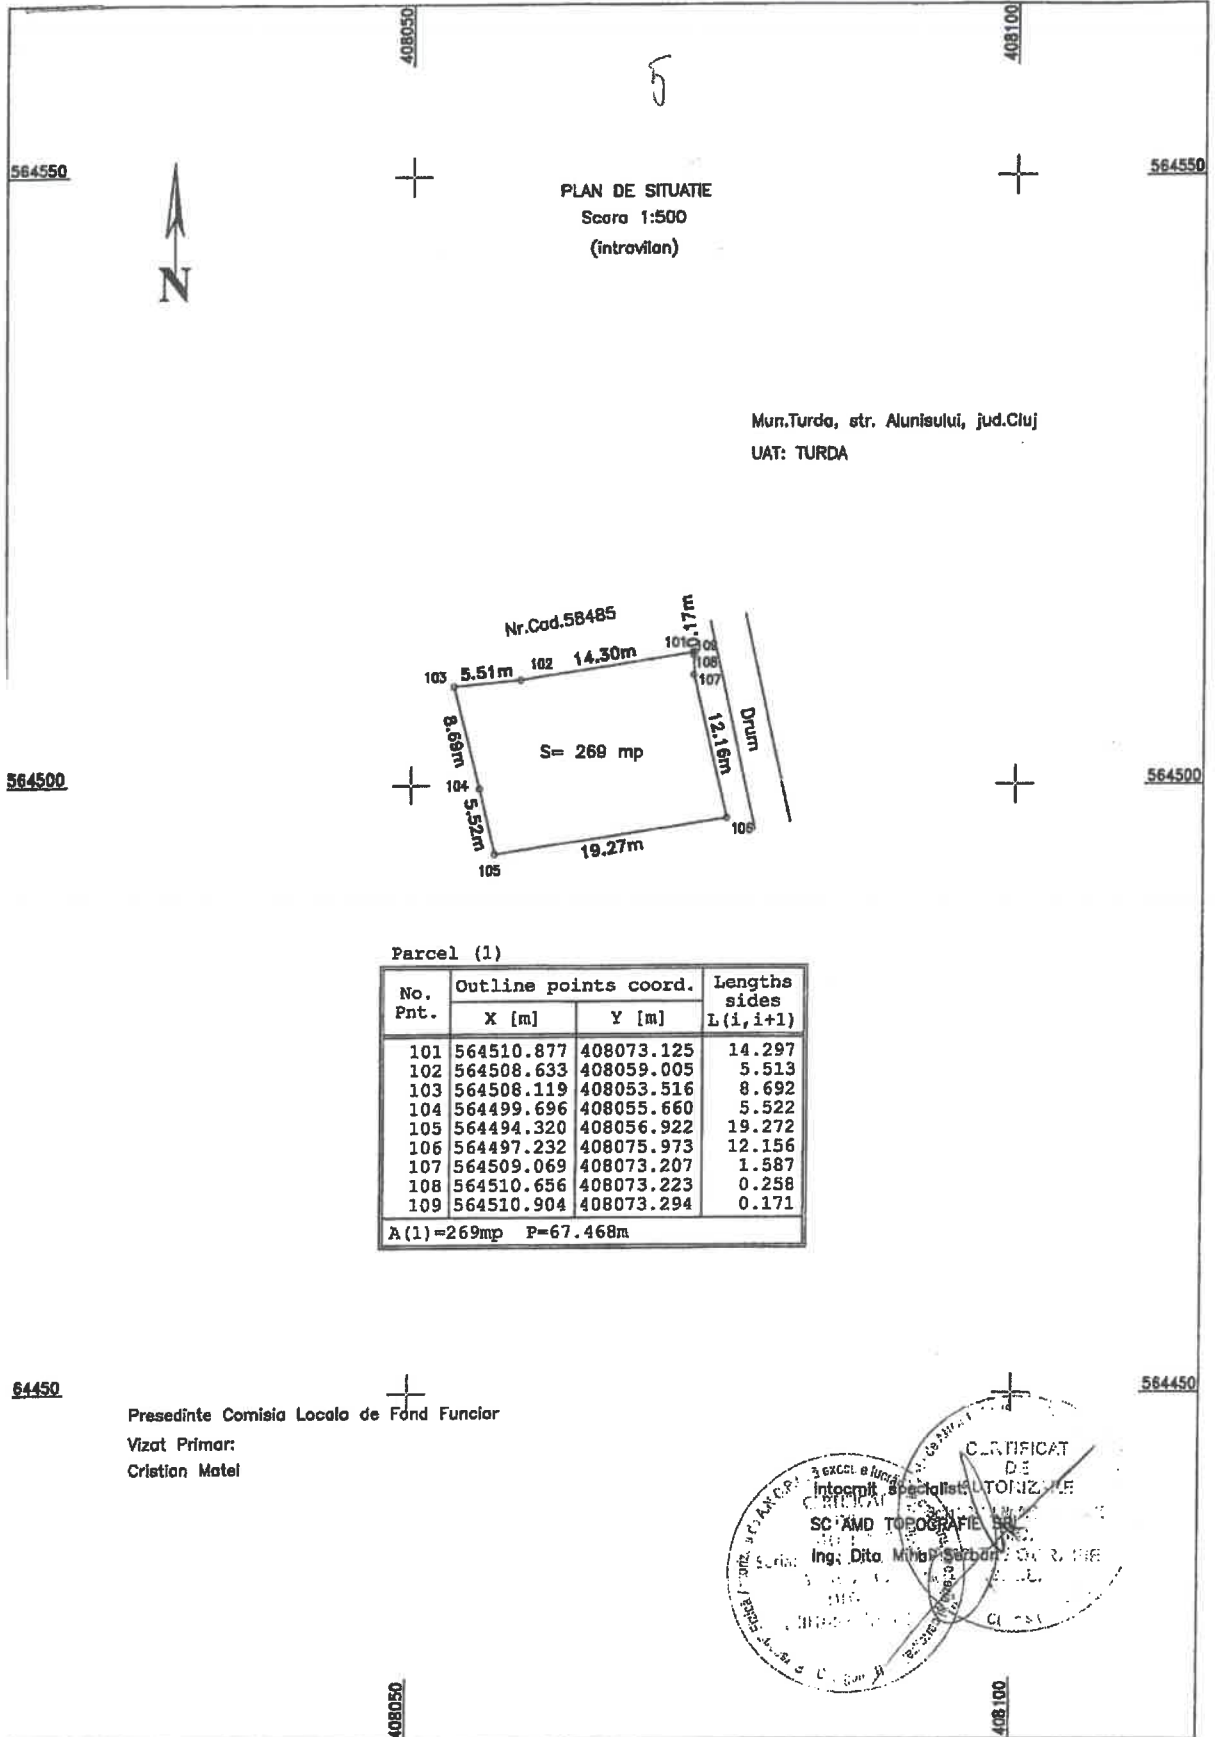 408050
408100
5
564550
564550
PLAN DE SITUATIE
Scara 1:500
(intravilan)
N
Mun.Turda, str. Alunisului, jud.Cluj
UAT: TURDA
Nr.Cad.58485
103 5.51m 102 14.30m 101 0.17m 109
108
107
8.69m
12.16m
Drum
S= 269 mp
564500
104
564500
5.52m
106
19.27m
105
Parcel (1)
No. Pnt. Outline points coord. Lengths sides L(i,i+1)
X [m] Y [m]
101 564510.877 408073.125 14.297
102 564508.633 408059.005 5.513
103 564508.119 408053.516 8.692
104 564499.696 408055.660 5.522
105 564494.320 408056.922 19.272
106 564497.232 408075.973 12.156
107 564509.069 408073.207 1.587
108 564510.656 408073.223 0.258
109 564510.904 408073.294 0.171
A(1)=269mp P=67.468m
64450
564450
Presedinte Comisia Locala de Fond Funciar
Vizat Primar:
Cristian Matei
CERTIFICAT
DE
AUTORIZARE
Intocmit specialist:
SC AMD TOPOGRAFIE SRL
Ing. Dita Mihai Serban
408050
408100